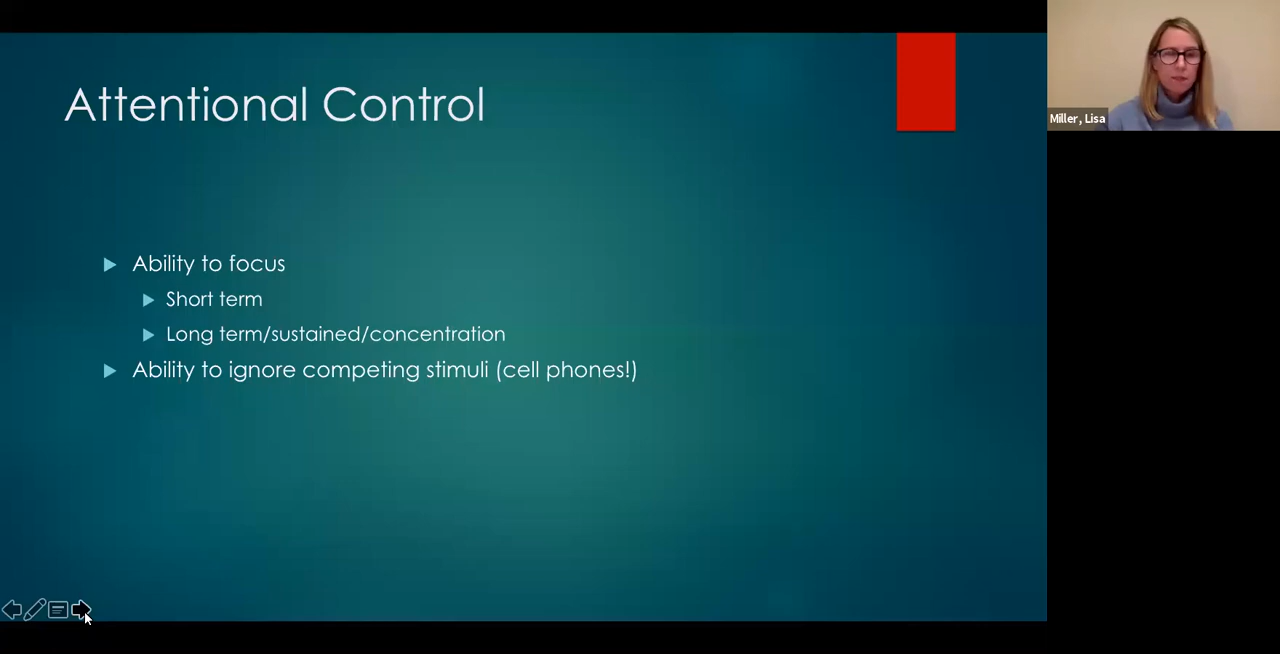 Attentional Control
Ability to focus
Short term
Long term/sustained/concentration
Ability to ignore competing stimuli (cell phones!)
Miller, Lisa